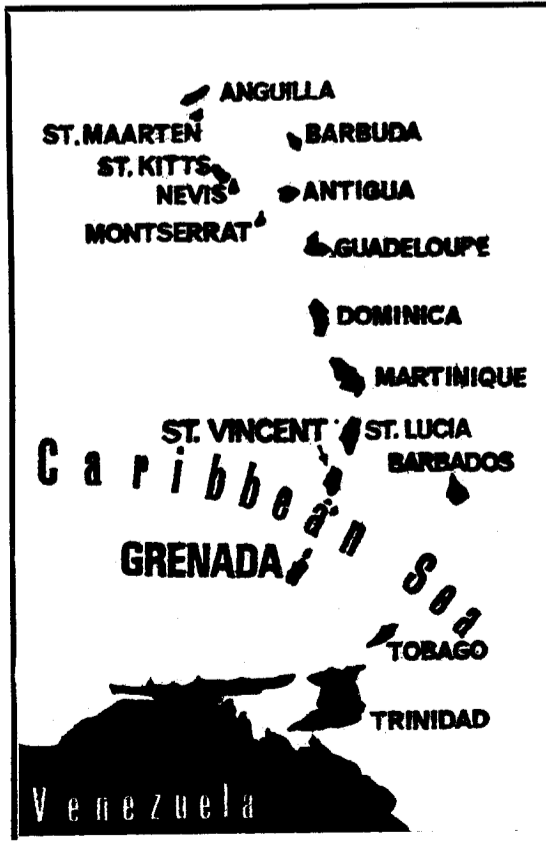 ANGUILLA
ST. MAARTEN
BARBUDA
ST. KITTS
NEVIS
ANTIGUA
MONTSERRAT
GUADELOUPE
DOMINICA
MARTINIQUE
ST. VINCENT
ST. LUCIA
BARBADOS
Caribbean Sea
GRENADA
TOBAGO
TRINIDAD
Venezuela